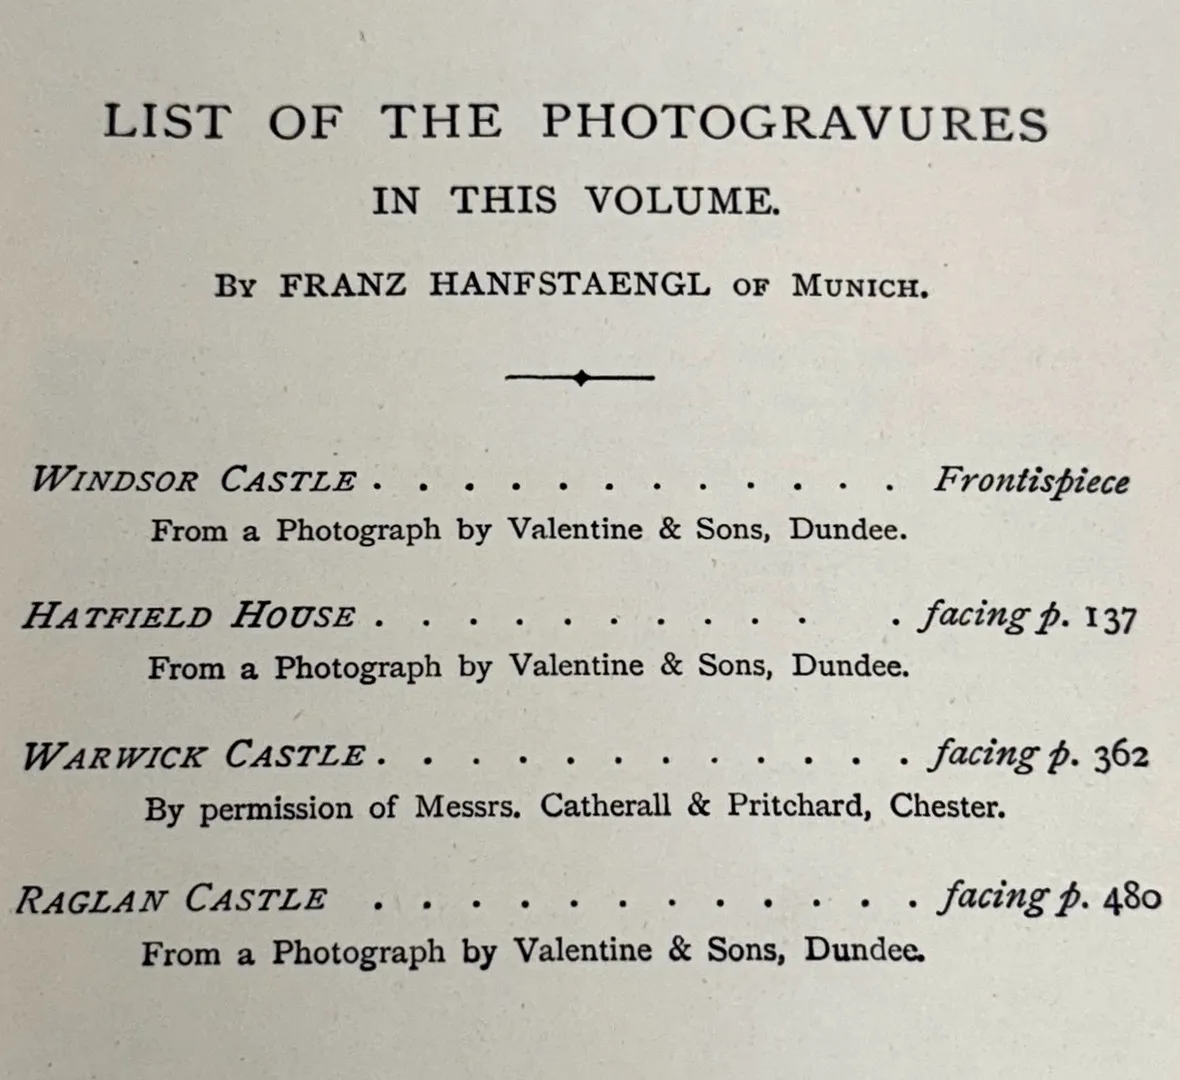 LIST OF THE PHOTOGRAVURES
IN THIS VOLUME.
By FRANZ HANFSTAENGL of Munich.
Windsor Castle . . . . . . . . . . . . Frontispiece
From a Photograph by Valentine & Sons, Dundee.
Hatfield House . . . . . . . . . . . facing p. 137
From a Photograph by Valentine & Sons, Dundee.
Warwick Castle . . . . . . . . . . . . facing p. 362
By permission of Messrs. Catherall & Pritchard, Chester.
Raglan Castle . . . . . . . . . . . . facing p. 480
From a Photograph by Valentine & Sons, Dundee.